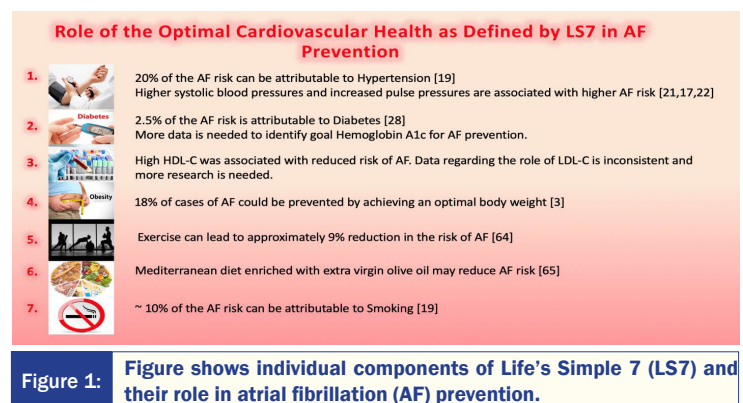 Role of the Optimal Cardiovascular Health as Defined by LS7 in AF
Prevention
1.
20% of the AF risk can be attributable to Hypertension [19]
Higher systolic blood pressures and increased pulse pressures are associated with higher AF risk [21,17,22]
2.
Diabetes
2.5% of the AF risk is attributable to Diabetes [28]
More data is needed to identify goal Hemoglobin A1c for AF prevention.
3.
High HDL-C was associated with reduced risk of AF. Data regarding the role of LDL-C is inconsistent and
more research is needed.
4.
Obesity
18% of cases of AF could be prevented by achieving an optimal body weight [3]
5.
Exercise can lead to approximately 9% reduction in the risk of AF [64]
6.
Mediterranean diet enriched with extra virgin olive oil may reduce AF risk [65]
7.
~ 10% of the AF risk can be attributable to Smoking [19]
Figure 1:
Figure shows individual components of Life's Simple 7 (LS7) and
their role in atrial fibrillation (AF) prevention.